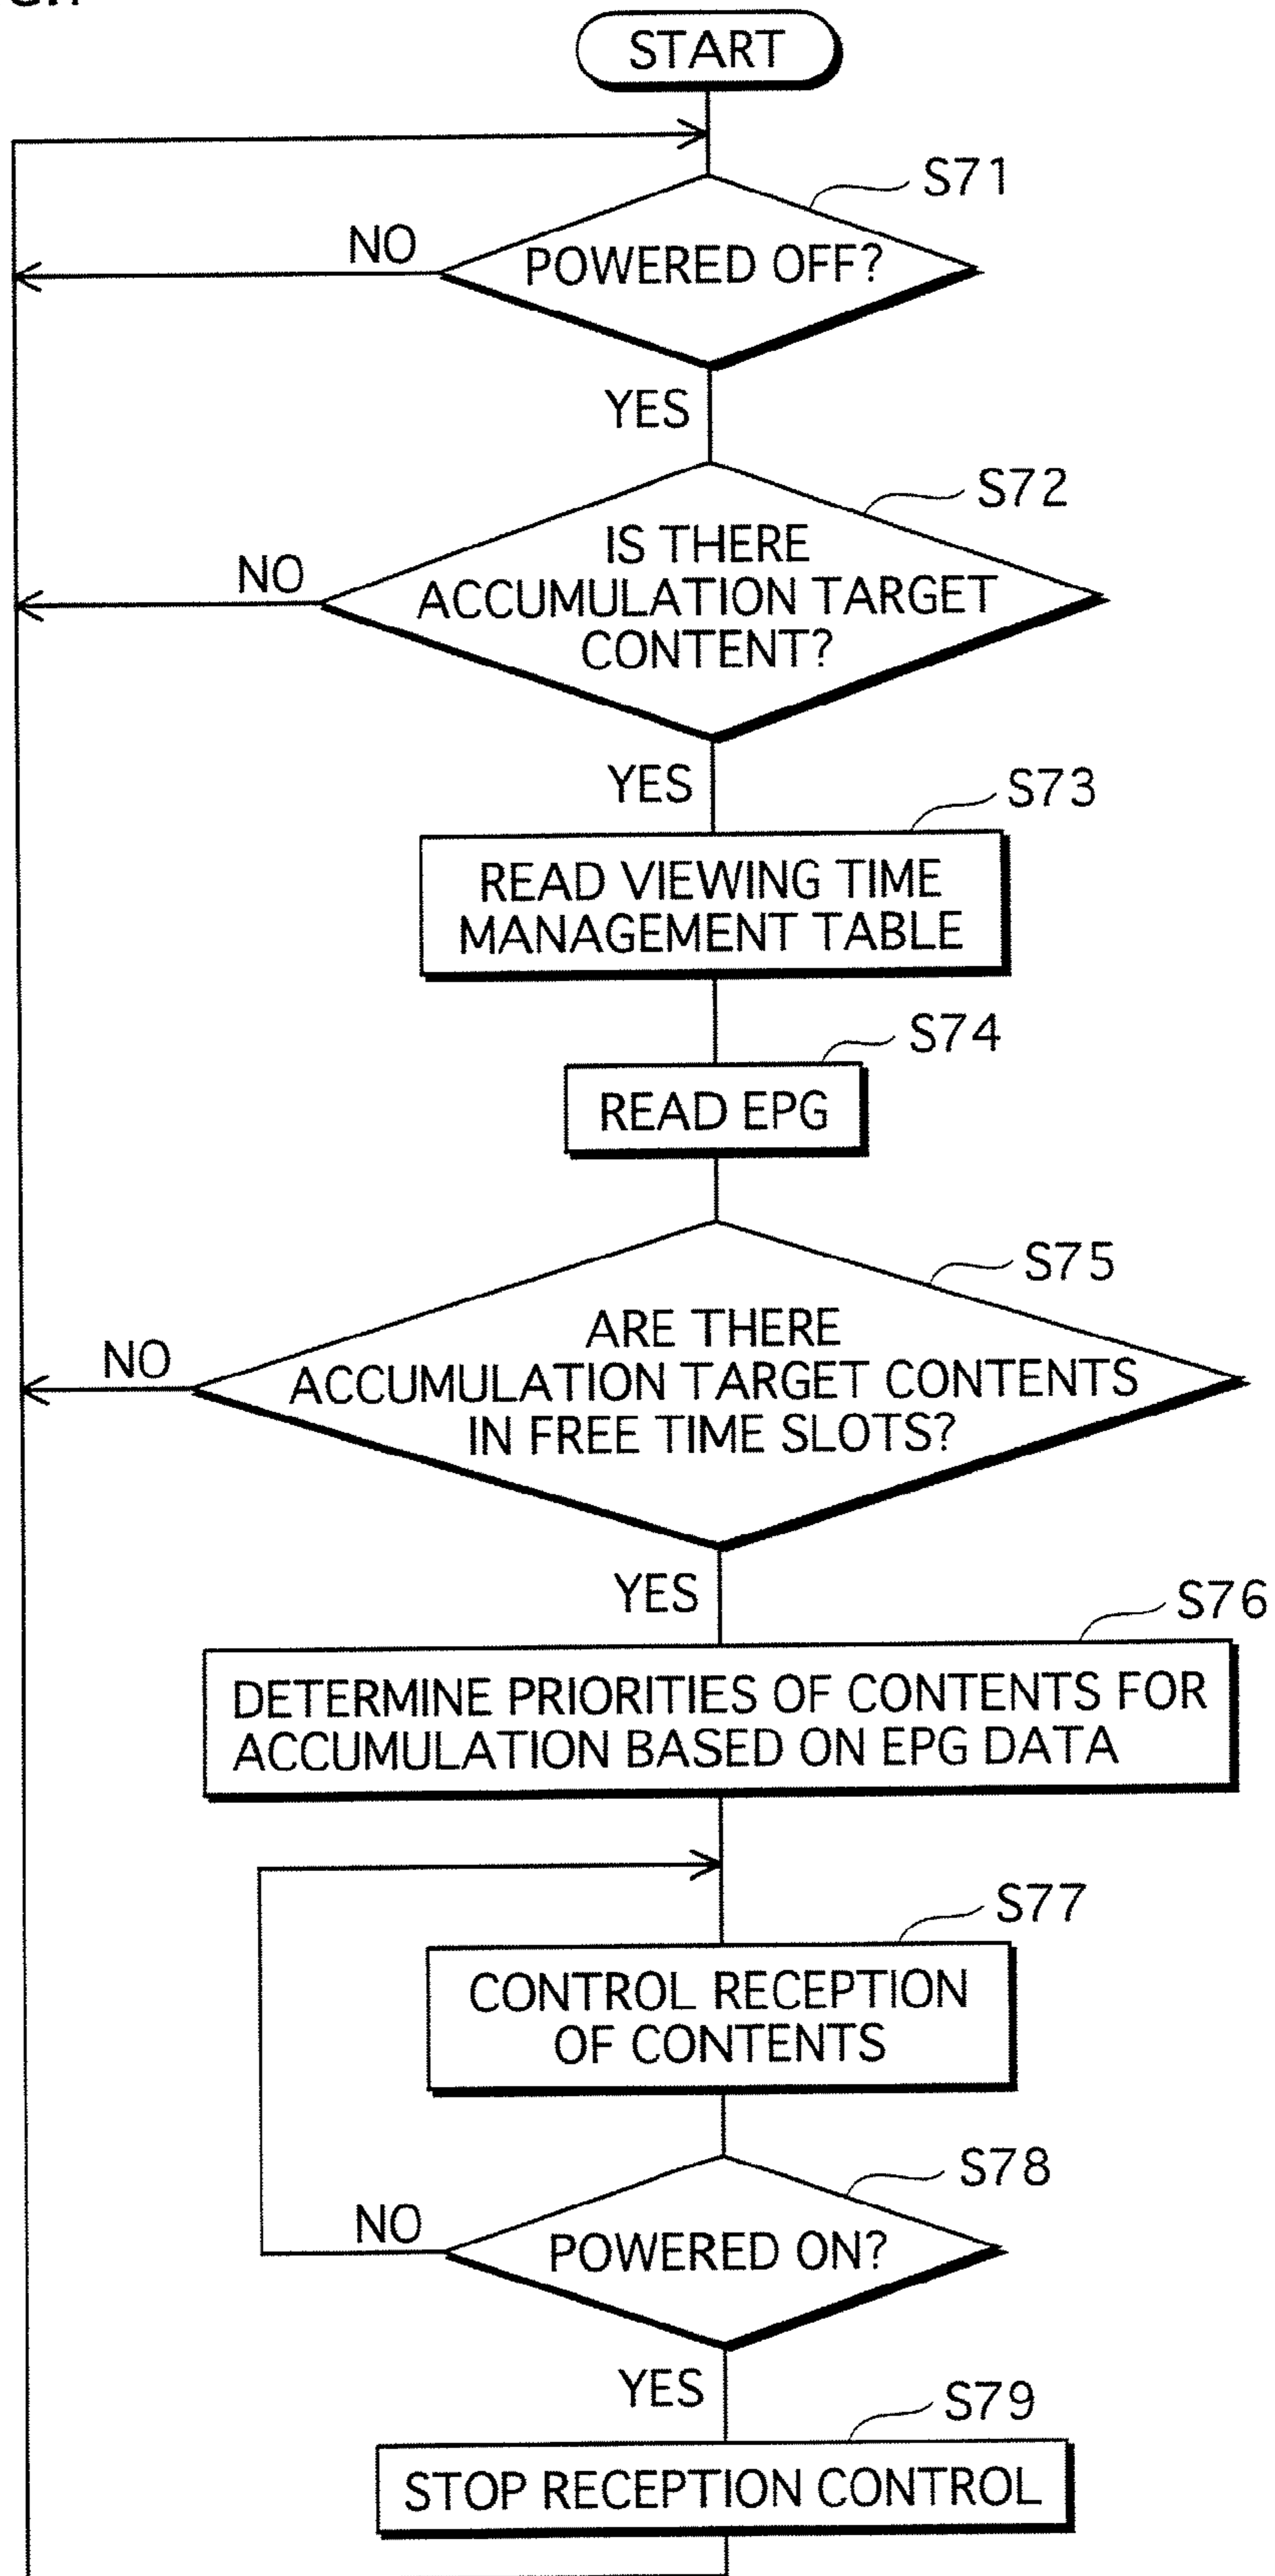 START
S71
NO
POWERED OFF?
YES
S72
IS THERE
NO
ACCUMULATION TARGET
CONTENT?
YES
S73
READ VIEWING TIME
MANAGEMENT TABLE
S74
READ EPG
S75
ARE THERE
NO
ACCUMULATION TARGET CONTENTS
IN FREE TIME SLOTS?
YES
S76
DETERMINE PRIORITIES OF CONTENTS FOR
ACCUMULATION BASED ON EPG DATA
S77
CONTROL RECEPTION
OF CONTENTS
S78
NO
POWERED ON?
YES
S79
STOP RECEPTION CONTROL